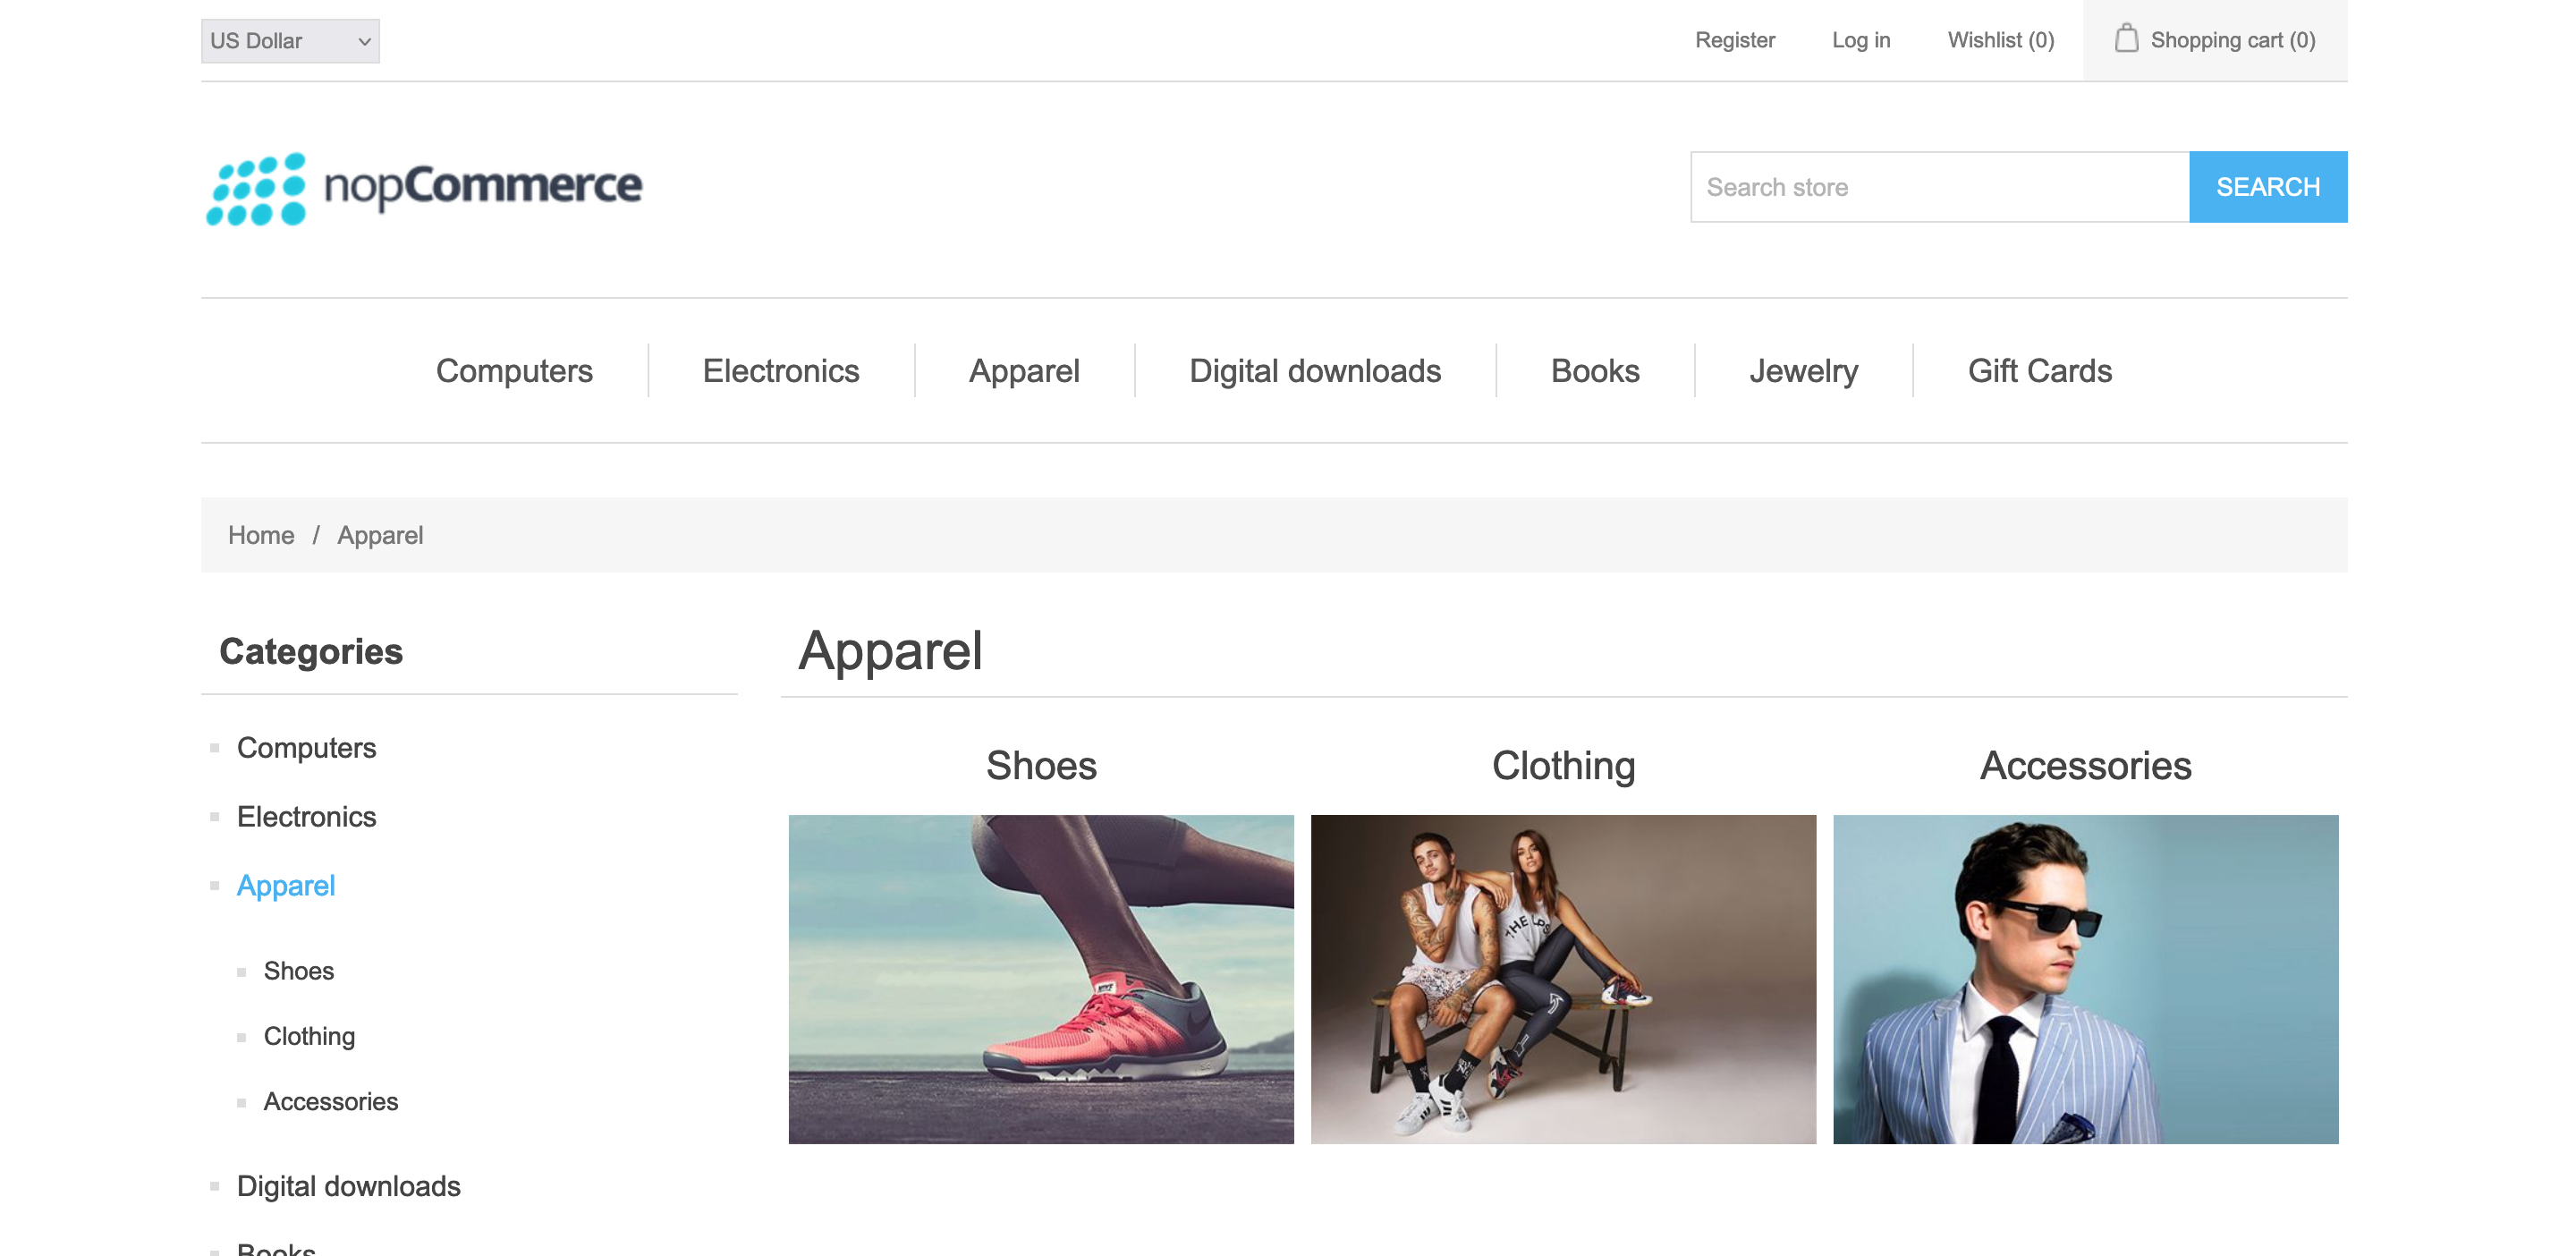 US Dollar
Register
Log in
Wishlist (0)
Shopping cart (0)
nopCommerce
Search store
SEARCH
Computers
Electronics
Apparel
Digital downloads
Books
Jewelry
Gift Cards
Home / Apparel
Categories
Computers
Electronics
Apparel
Shoes
Clothing
Accessories
Digital downloads
Books
Apparel
Shoes
Clothing
Accessories